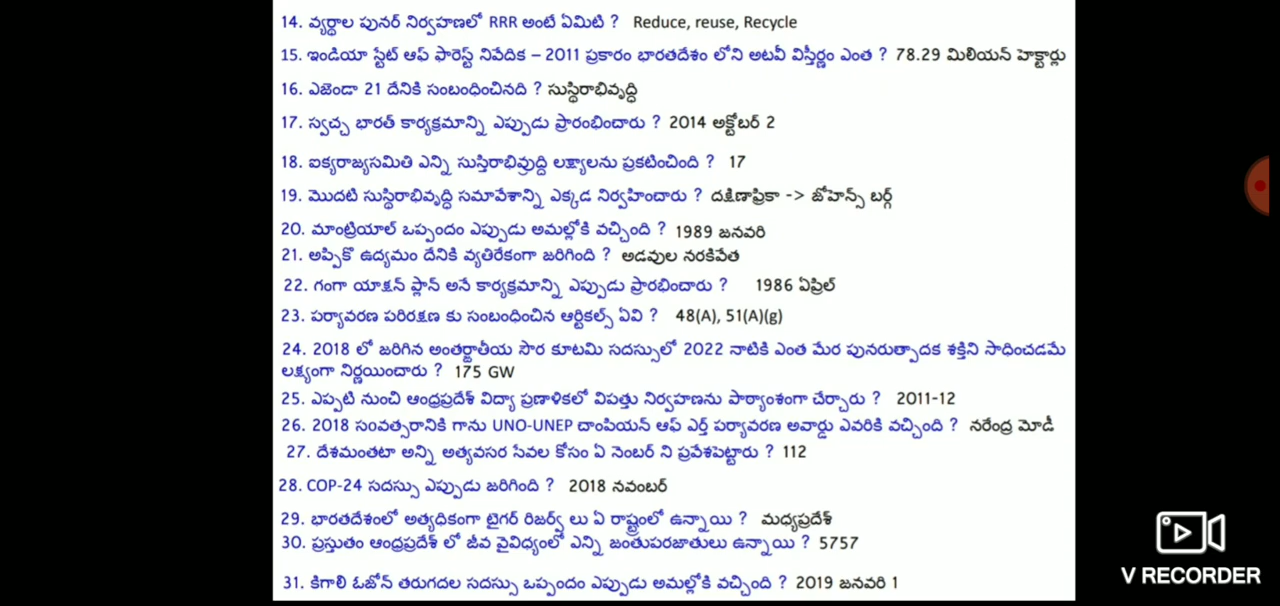 14. వ్యర్థాల పునర్ నిర్వహణలో RRR అంటే ఏమిటి ? Reduce, reuse, Recycle
15. ఇండియా స్టేట్ ఆఫ్ ఫారెస్ట్ నివేదిక – 2011 ప్రకారం భారతదేశం లోని అటవీ విస్తీర్ణం ఎంత ? 78.29 మిలియన్ హెక్టార్లు
16. ఎజెండా 21 దేనికి సంబంధించినది ? సుస్థిరాభివృద్ధి
17. స్వచ్ఛ భారత్ కార్యక్రమాన్ని ఎప్పుడు ప్రారంభించారు ? 2014 అక్టోబర్ 2
18. ఐక్యరాజ్యసమితి ఎన్ని సుస్తిరాభివ్రుద్ది లక్ష్యాలను ప్రకటించింది ? 17
19. మొదటి సుస్థిరాభివృద్ధి సమావేశాన్ని ఎక్కడ నిర్వహించారు ? దక్షిణాఫ్రికా -> జోహెన్స్ బర్గ్
20. మాంట్రియాల్ ఒప్పందం ఎప్పుడు అమల్లోకి వచ్చింది ? 1989 జనవరి
21. అప్పికొ ఉద్యమం దేనికి వ్యతిరేకంగా జరిగింది ? అడవుల నరకివేత
22. గంగా యాక్షన్ ప్లాన్ అనే కార్యక్రమాన్ని ఎప్పుడు ప్రారభించారు ? 1986 ఏప్రిల్
23. పర్యావరణ పరిరక్షణ కు సంబంధించిన ఆర్టికల్స్ ఏవి ? 48(A), 51(A)(g)
24. 2018 లో జరిగిన అంతర్జాతీయ సౌర కూటమి సదస్సులో 2022 నాటికి ఎంత మేర పునరుత్పాదక శక్తిని సాధించడమే
లక్ష్యంగా నిర్ణయించారు ? 175 GW
25. ఎప్పటి నుంచి ఆంధ్రప్రదేశ్ విద్యా ప్రణాళికలో విపత్తు నిర్వహణను పాఠ్యాంశంగా చేర్చారు ? 2011-12
26. 2018 సంవత్సరానికి గాను UNO-UNEP చాంపియన్ ఆఫ్ ఎర్త్ పర్యావరణ అవార్డు ఎవరికి వచ్చింది ? నరేంద్ర మోడీ
27. దేశమంతటా అన్ని అత్యవసర సేవల కోసం ఏ నెంబర్ ని ప్రవేశపెట్టారు ? 112
28. COP-24 సదస్సు ఎప్పుడు జరిగింది ? 2018 నవంబర్
29. భారతదేశంలో అత్యధికంగా టైగర్ రిజర్వ్ లు ఏ రాష్ట్రంలో ఉన్నాయి ? మధ్యప్రదేశ్
30. ప్రస్తుతం ఆంధ్రప్రదేశ్ లో జీవ వైవిధ్యంలో ఎన్ని జంతుపరజాతులు ఉన్నాయి ? 5757
31. కిగాలి ఓజోన్ తరుగదల సదస్సు ఒప్పందం ఎప్పుడు అమల్లోకి వచ్చింది ? 2019 జనవరి 1
V RECORDER